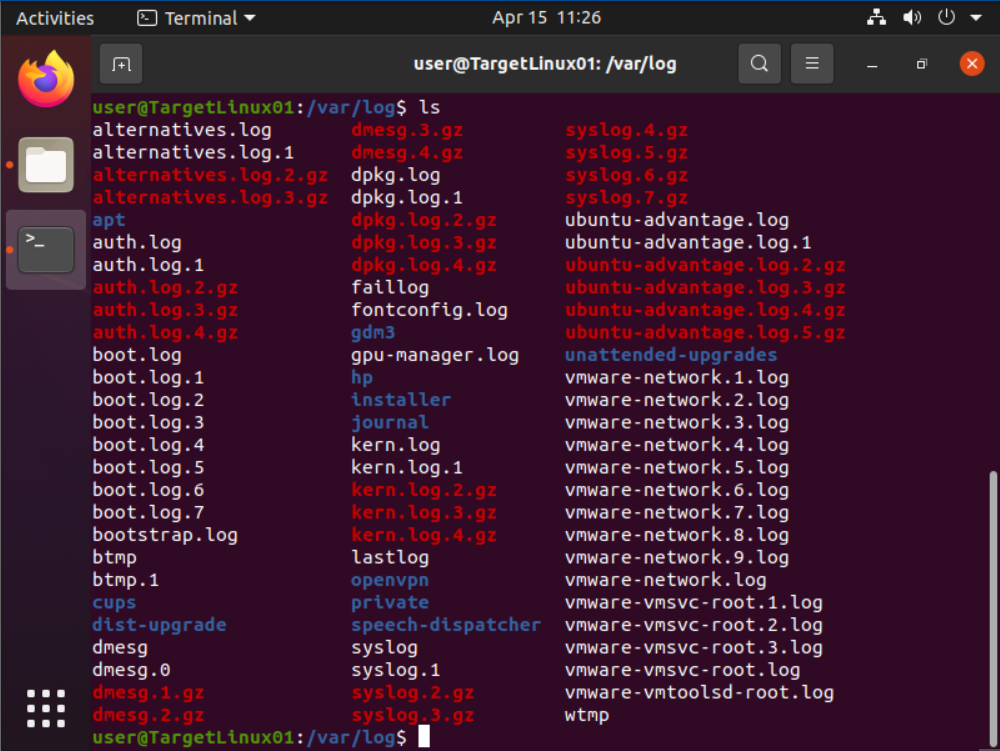 Activities Terminal Apr 15 11:26
user@TargetLinux01: /var/log
user@TargetLinux01:/var/log$ ls
alternatives.log dmesg.3.gz syslog.4.gz
alternatives.log.1 dmesg.4.gz syslog.5.gz
alternatives.log.2.gz dpkg.log syslog.6.gz
alternatives.log.3.gz dpkg.log.1 syslog.7.gz
apt dpkg.log.2.gz ubuntu-advantage.log
auth.log dpkg.log.3.gz ubuntu-advantage.log.1
auth.log.1 dpkg.log.4.gz ubuntu-advantage.log.2.gz
auth.log.2.gz faillog ubuntu-advantage.log.3.gz
auth.log.3.gz fontconfig.log ubuntu-advantage.log.4.gz
auth.log.4.gz gdm3 ubuntu-advantage.log.5.gz
boot.log gpu-manager.log unattended-upgrades
boot.log.1 hp vmware-network.1.log
boot.log.2 installer vmware-network.2.log
boot.log.3 journal vmware-network.3.log
boot.log.4 kern.log vmware-network.4.log
boot.log.5 kern.log.1 vmware-network.5.log
boot.log.6 kern.log.2.gz vmware-network.6.log
boot.log.7 kern.log.3.gz vmware-network.7.log
bootstrap.log kern.log.4.gz vmware-network.8.log
btmp lastlog vmware-network.9.log
btmp.1 openvpn vmware-network.log
cups private vmware-vmsvc-root.1.log
dist-upgrade speech-dispatcher vmware-vmsvc-root.2.log
dmesg syslog vmware-vmsvc-root.3.log
dmesg.0 syslog.1 vmware-vmsvc-root.log
dmesg.1.gz syslog.2.gz vmware-vmtoolsd-root.log
dmesg.2.gz syslog.3.gz wtmp
user@TargetLinux01:/var/log$